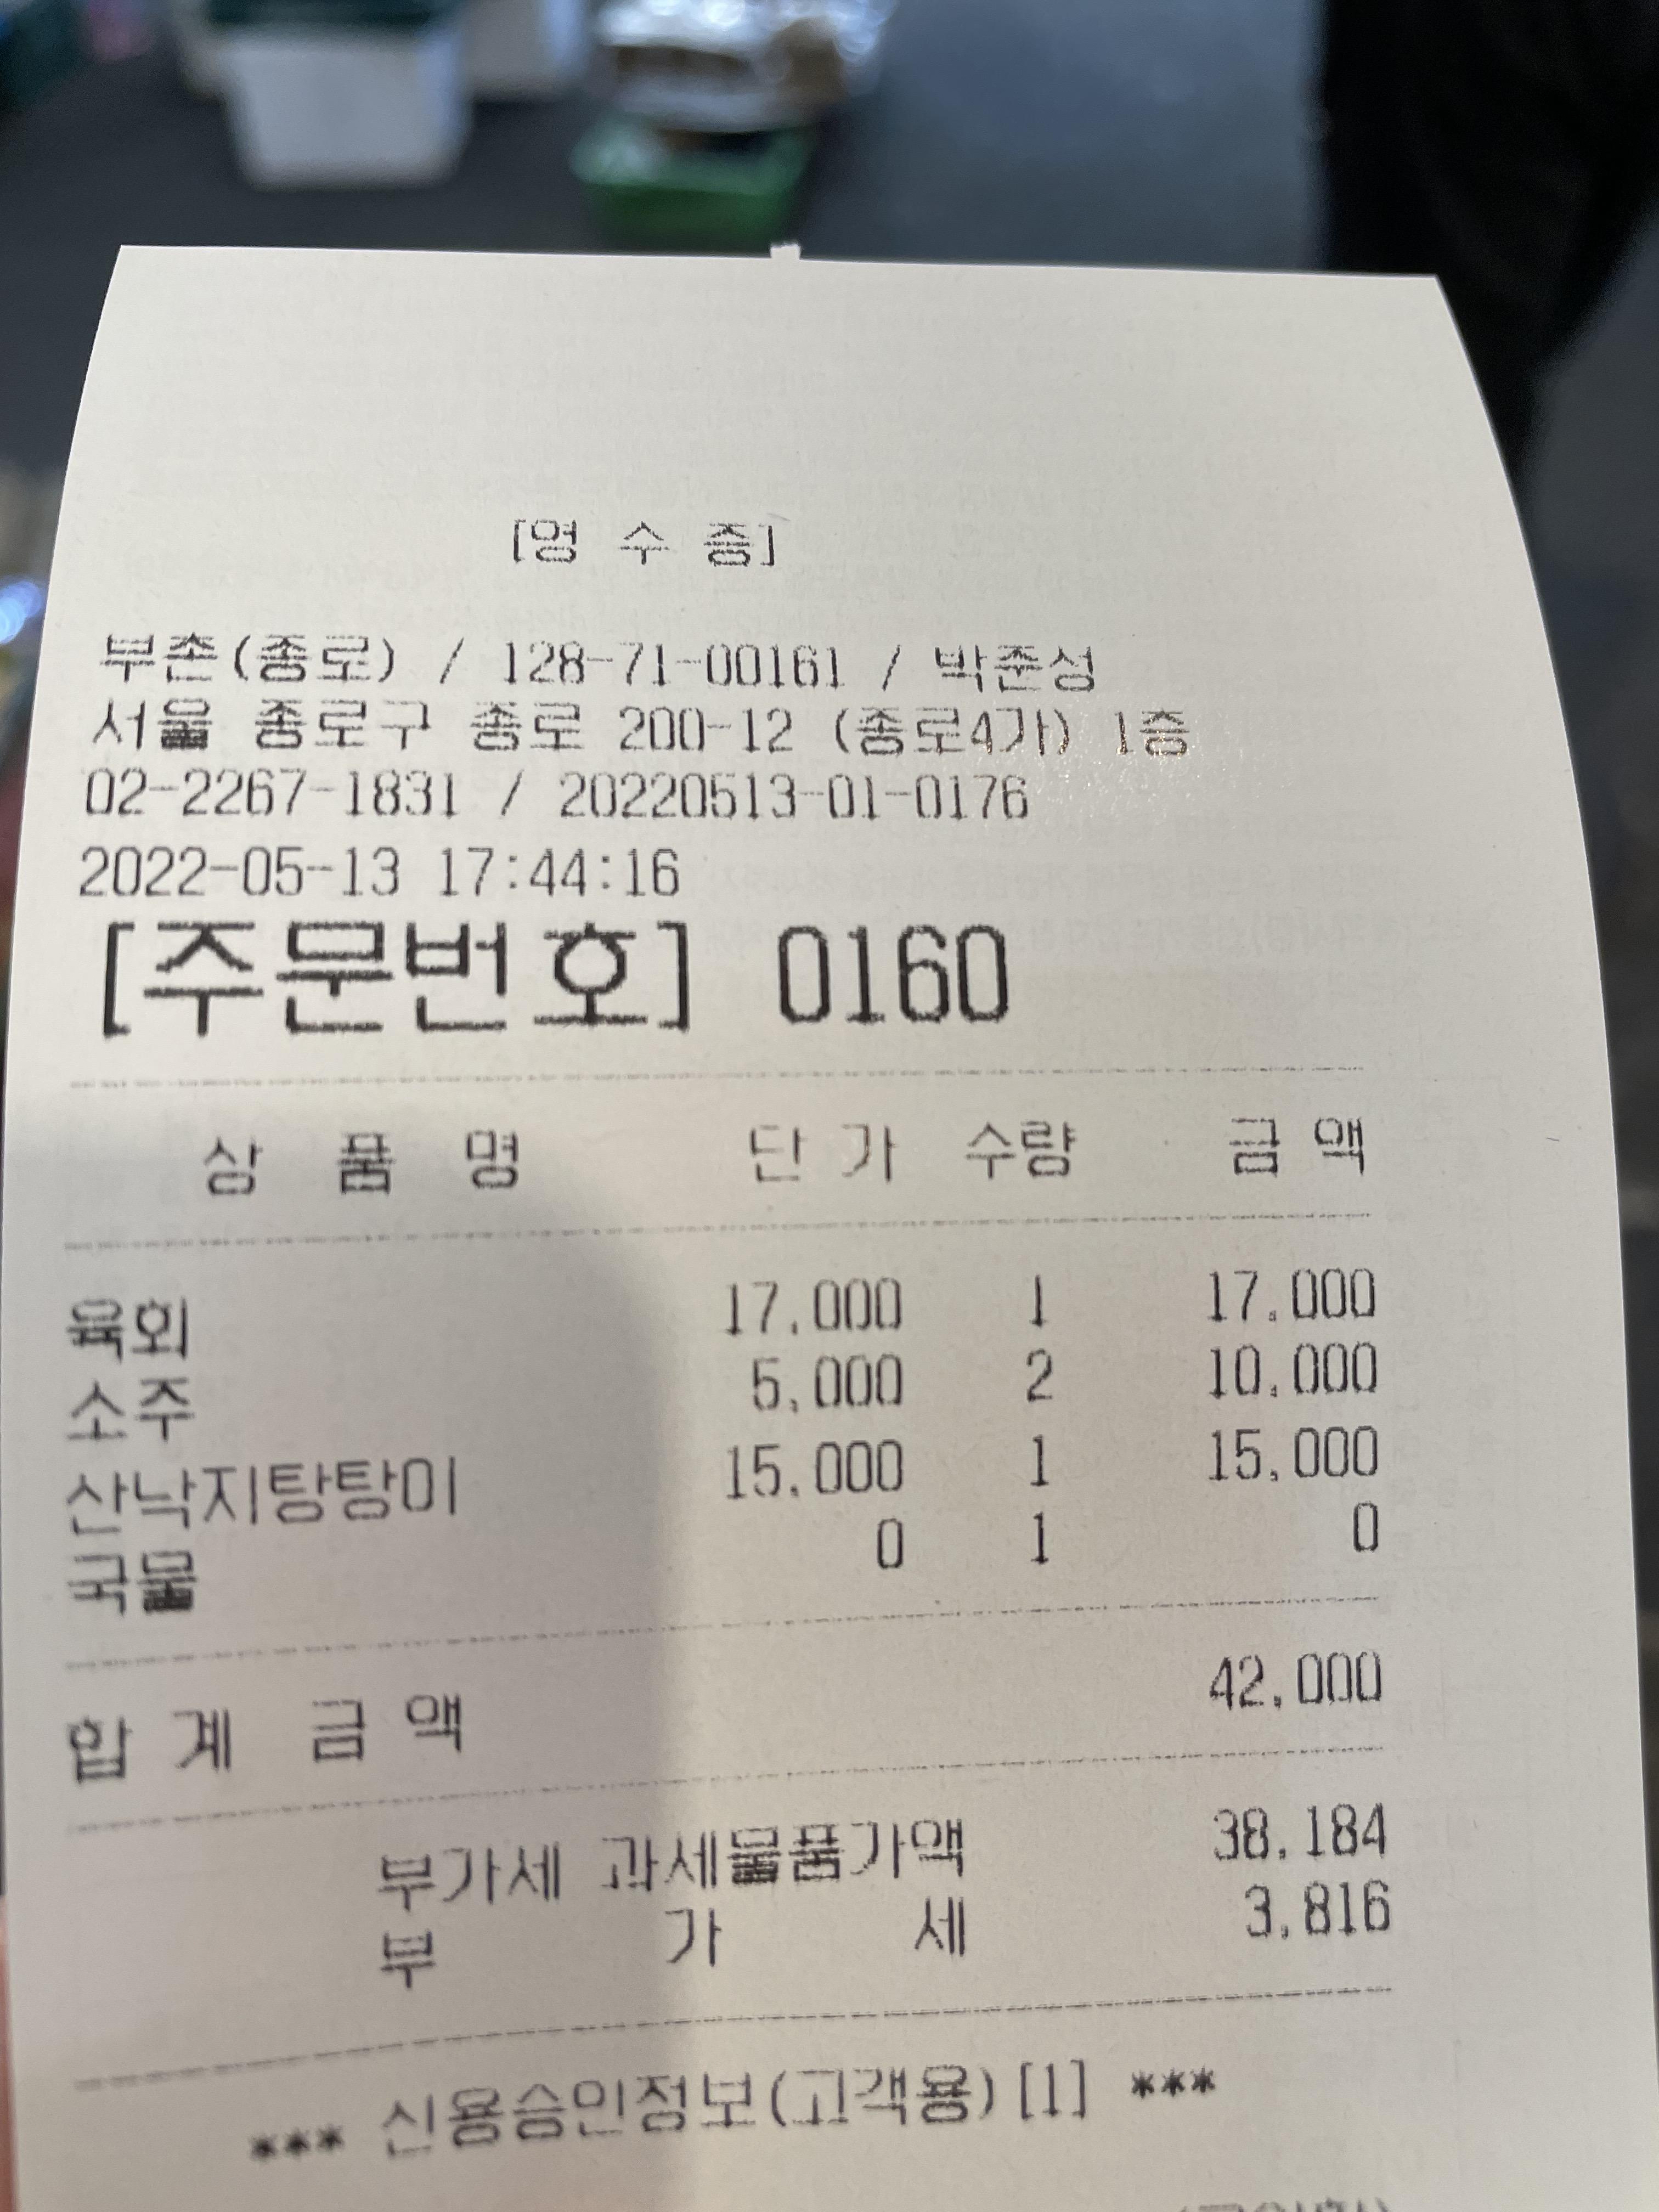 [영 수 증]
부촌(종로) / 128-71-00161 / 박준성
서울 종로구 종로 200-12 (종로4가) 1층
02-2267-1831 / 20220513-01-0176
2022-05-13 17:44:16
[주문번호] 0160
상 품 명 단 가 수량 금 액
육회 17,000 1 17,000
소주 5,000 2 10,000
산낙지탕탕이 15,000 1 15,000
국물 0 1 0
합 계 금 액 42,000
부가세 과세물품가액 38,184
부 가 세 3,816
*** 신용승인정보(고객용)[1] ***